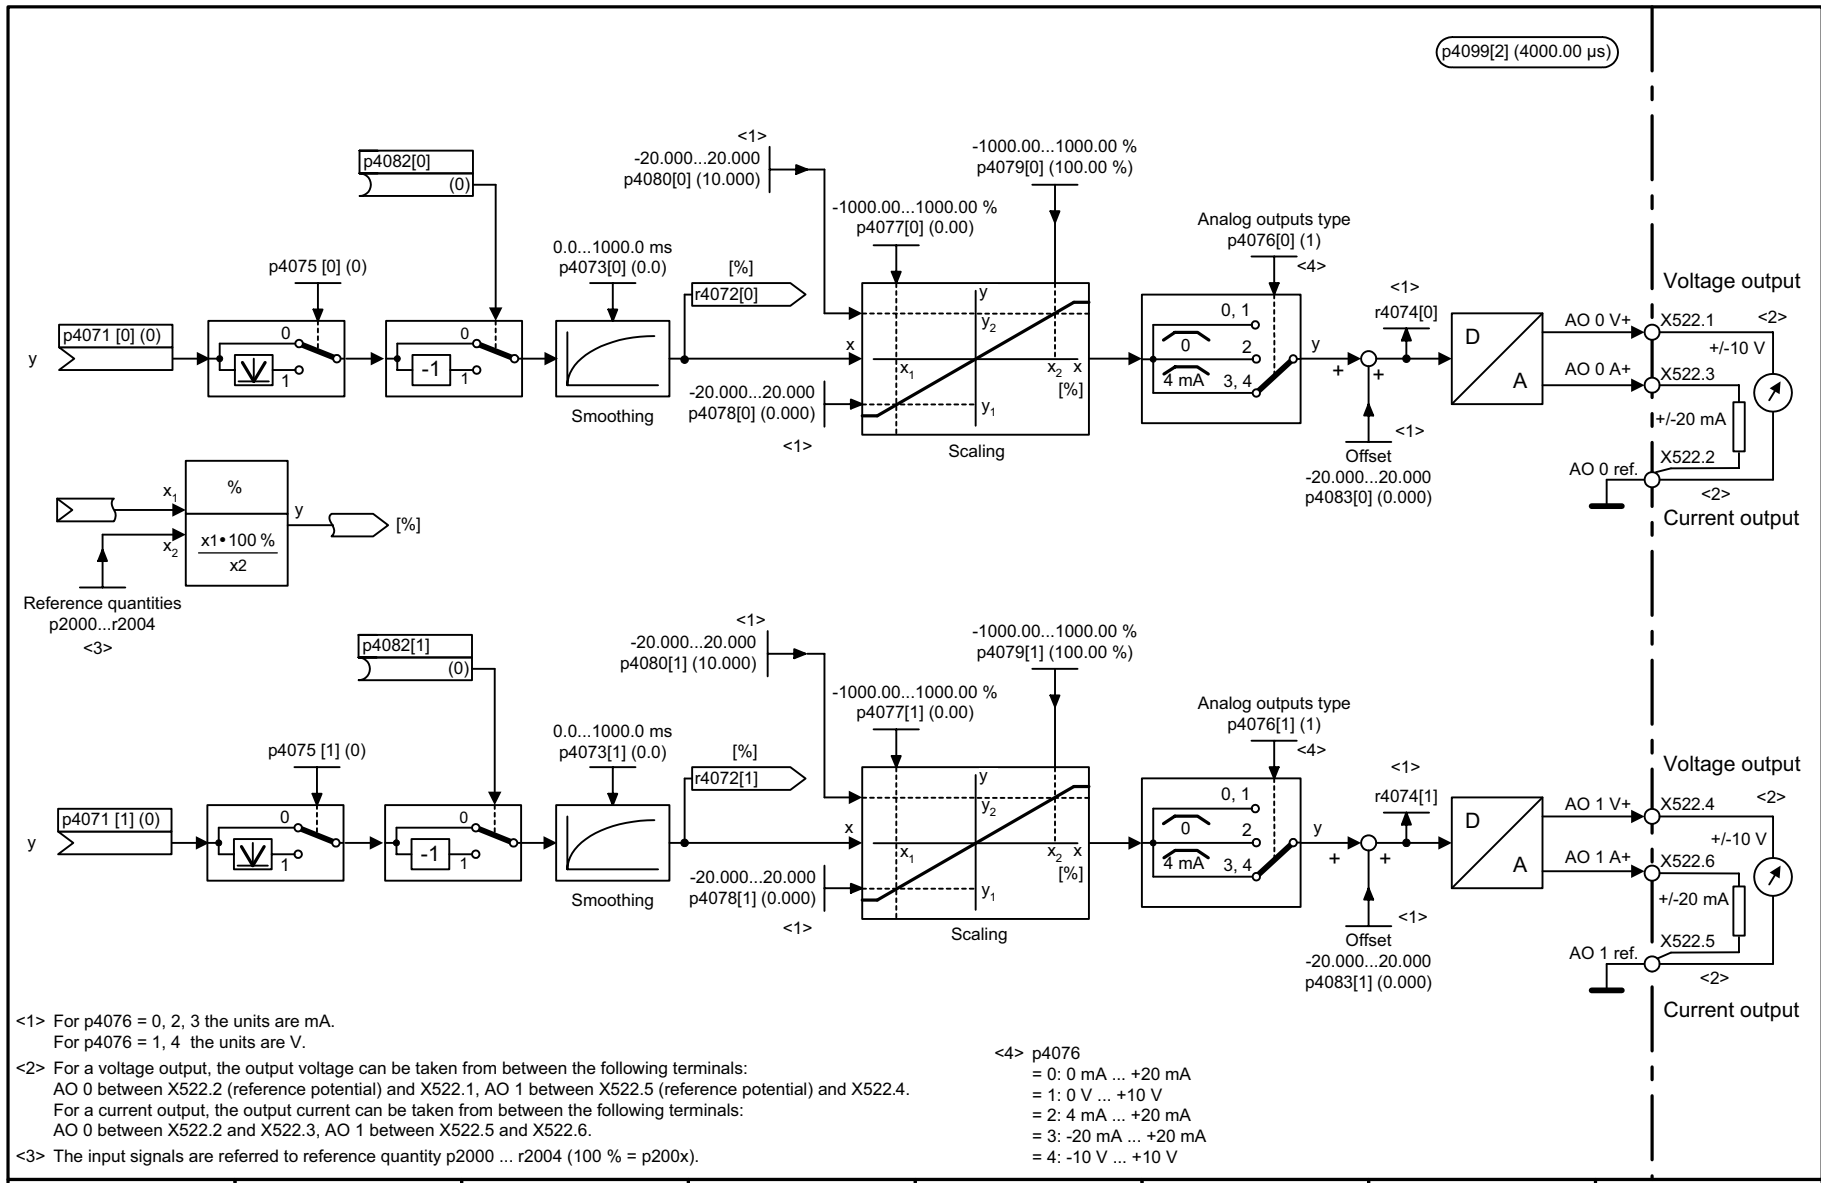 p4099[2] (4000.00 µs)
<1>
-20.000...20.000
p4080[0] (10.000)
-1000.00...1000.00 %
p4079[0] (100.00 %)
p4082[0]
(0)
-1000.00...1000.00 %
p4077[0] (0.00)
Analog outputs type
p4076[0] (1)
<4>
0.0...1000.0 ms
p4073[0] (0.0)
p4075 [0] (0)
[%]
r4072[0]
<1>
r4074[0]
Voltage output
y
p4071 [0] (0)
0
1
0
-1
1
Smoothing
x
y
y2
x1
x2
x
[%]
y1
Scaling
0, 1
0
2
4 mA
3, 4
y
+
+
D
A
AO 0 V+
X522.1
<2>
+/-10 V
AO 0 A+
X522.3
+/-20 mA
X522.2
AO 0 ref.
<2>
Current output
-20.000...20.000
p4078[0] (0.000)
<1>
<1>
Offset
-20.000...20.000
p4083[0] (0.000)
x1
%
y
[%]
x2
x1•100 %
x2
Reference quantities
p2000...r2004
<3>
<1>
-20.000...20.000
p4080[1] (10.000)
-1000.00...1000.00 %
p4079[1] (100.00 %)
p4082[1]
(0)
-1000.00...1000.00 %
p4077[1] (0.00)
Analog outputs type
p4076[1] (1)
<4>
0.0...1000.0 ms
p4073[1] (0.0)
p4075 [1] (0)
[%]
r4072[1]
<1>
r4074[1]
Voltage output
y
p4071 [1] (0)
0
1
0
-1
1
Smoothing
x
y
y2
x1
x2
x
[%]
y1
Scaling
0, 1
0
2
4 mA
3, 4
y
+
+
D
A
AO 1 V+
X522.4
<2>
+/-10 V
AO 1 A+
X522.6
+/-20 mA
X522.5
AO 1 ref.
<2>
Current output
-20.000...20.000
p4078[1] (0.000)
<1>
<1>
Offset
-20.000...20.000
p4083[1] (0.000)
<1> For p4076 = 0, 2, 3 the units are mA.
For p4076 = 1, 4 the units are V.
<2> For a voltage output, the output voltage can be taken from between the following terminals:
AO 0 between X522.2 (reference potential) and X522.1, AO 1 between X522.5 (reference potential) and X522.4.
For a current output, the output current can be taken from between the following terminals:
AO 0 between X522.2 and X522.3, AO 1 between X522.5 and X522.6.
<3> The input signals are referred to reference quantity p2000 ... r2004 (100 % = p200x).
<4> p4076
= 0: 0 mA ... +20 mA
= 1: 0 V ... +10 V
= 2: 4 mA ... +20 mA
= 3: -20 mA ... +20 mA
= 4: -10 V ... +10 V